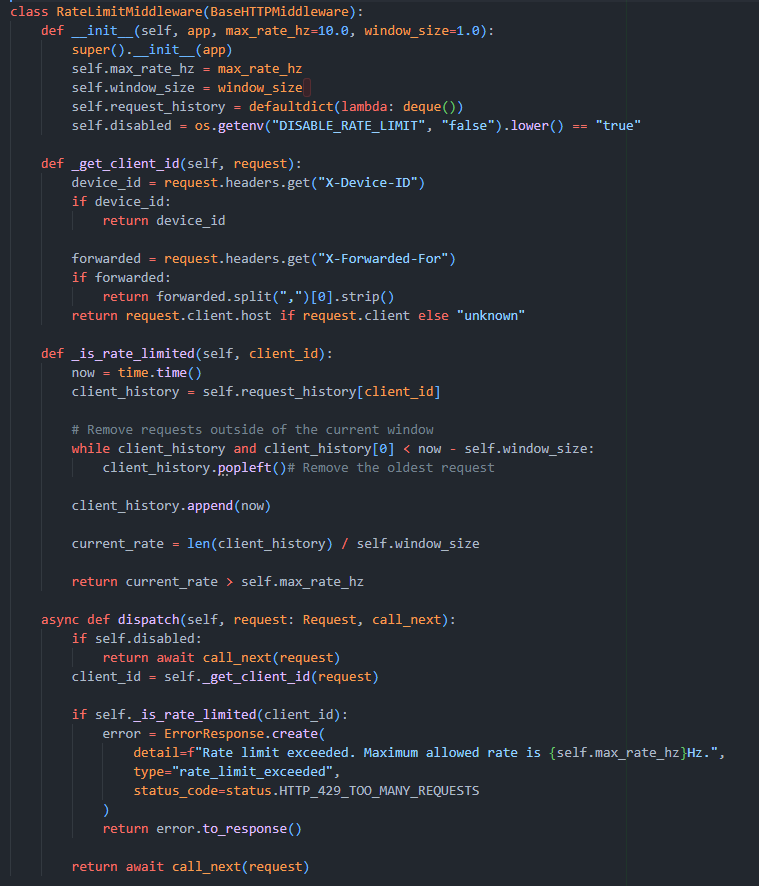 class RateLimitMiddleware(BaseHTTPMiddleware):
    def __init__(self, app, max_rate_hz=10.0, window_size=1.0):
        super().__init__(app)
        self.max_rate_hz = max_rate_hz
        self.window_size = window_size
        self.request_history = defaultdict(lambda: deque())
        self.disabled = os.getenv("DISABLE_RATE_LIMIT", "false").lower() == "true"

    def _get_client_id(self, request):
        device_id = request.headers.get("X-Device-ID")
        if device_id:
            return device_id

        forwarded = request.headers.get("X-Forwarded-For")
        if forwarded:
            return forwarded.split(",")[0].strip()
        return request.client.host if request.client else "unknown"

    def _is_rate_limited(self, client_id):
        now = time.time()
        client_history = self.request_history[client_id]

        # Remove requests outside of the current window
        while client_history and client_history[0] < now - self.window_size:
            client_history.popleft()# Remove the oldest request

        client_history.append(now)

        current_rate = len(client_history) / self.window_size

        return current_rate > self.max_rate_hz

    async def dispatch(self, request: Request, call_next):
        if self.disabled:
            return await call_next(request)
        client_id = self._get_client_id(request)

        if self._is_rate_limited(client_id):
            error = ErrorResponse.create(
                detail=f"Rate limit exceeded. Maximum allowed rate is {self.max_rate_hz}Hz.",
                type="rate_limit_exceeded",
                status_code=status.HTTP_429_TOO_MANY_REQUESTS
            )
            return error.to_response()

        return await call_next(request)